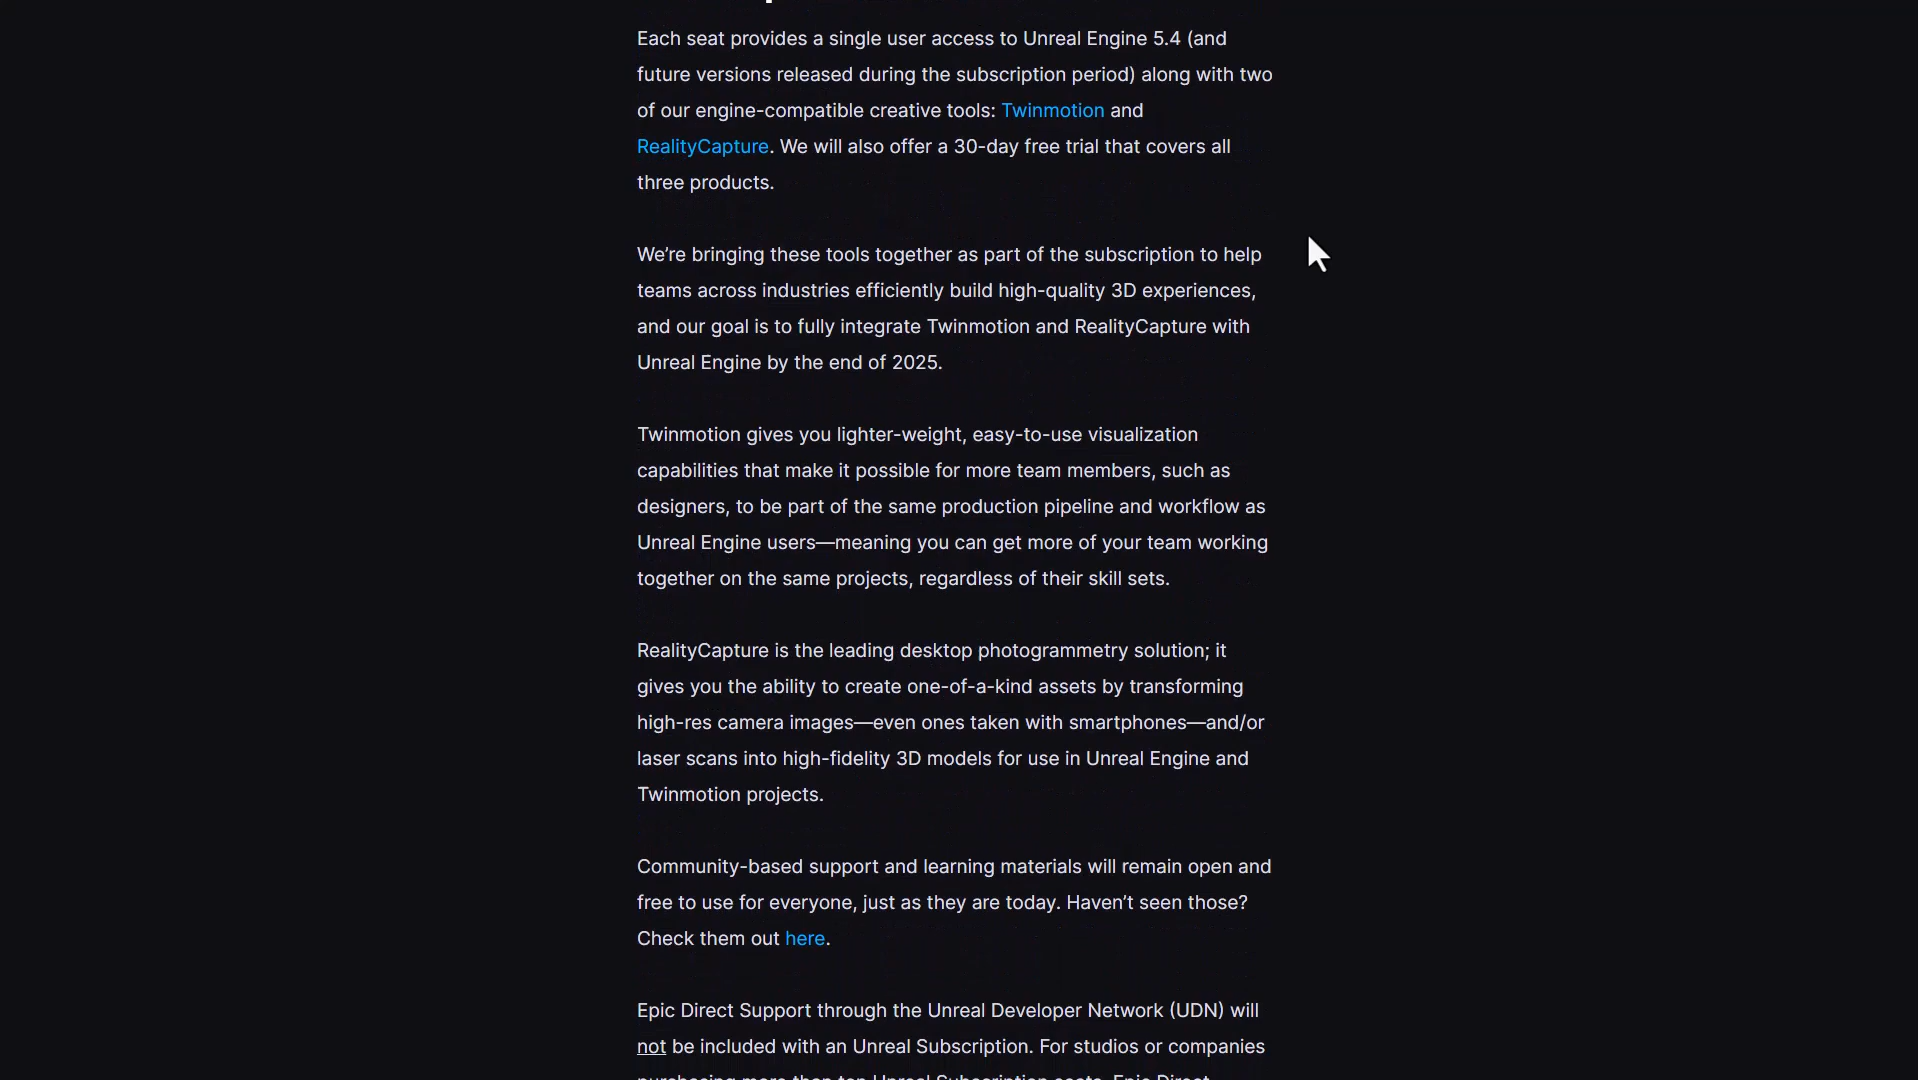 Each seat provides a single user access to Unreal Engine 5.4 (and
future versions released during the subscription period) along with two
of our engine-compatible creative tools: Twinmotion and
RealityCapture. We will also offer a 30-day free trial that covers all
three products.
We’re bringing these tools together as part of the subscription to help
teams across industries efficiently build high-quality 3D experiences,
and our goal is to fully integrate Twinmotion and RealityCapture with
Unreal Engine by the end of 2025.
Twinmotion gives you lighter-weight, easy-to-use visualization
capabilities that make it possible for more team members, such as
designers, to be part of the same production pipeline and workflow as
Unreal Engine users—meaning you can get more of your team working
together on the same projects, regardless of their skill sets.
RealityCapture is the leading desktop photogrammetry solution; it
gives you the ability to create one-of-a-kind assets by transforming
high-res camera images—even ones taken with smartphones—and/or
laser scans into high-fidelity 3D models for use in Unreal Engine and
Twinmotion projects.
Community-based support and learning materials will remain open and
free to use for everyone, just as they are today. Haven’t seen those?
Check them out here.
Epic Direct Support through the Unreal Developer Network (UDN) will
not be included with an Unreal Subscription. For studios or companies
purchasing more than ten Unreal Subscription seats, Epic Direct